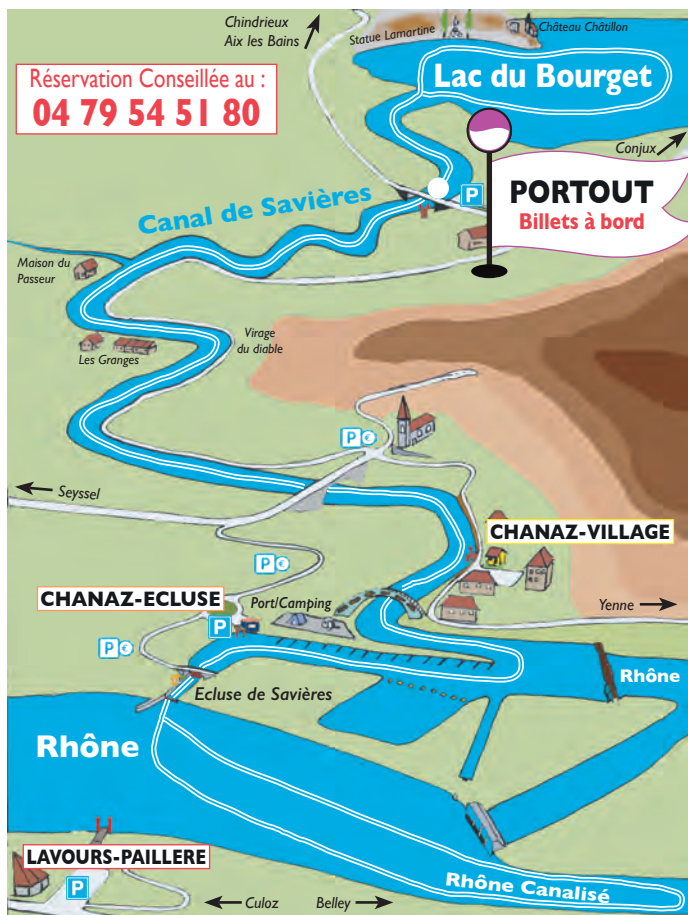 Chindrieux
Aix les Bains
Statue Lamartine
Château Châtillon
Réservation Conseillée au :
04 79 54 51 80
Lac du Bourget
Conjux
P
PORTOUT
Billets à bord
Canal de Savières
Maison du
Passeur
Virage
du diable
Les Granges
P €
Seyssel
CHANAZ-VILLAGE
P €
CHANAZ-ECLUSE
Port/Camping
Yenne
P
P €
Ecluse de Savières
Rhône
Rhône
LAVOURS-PAILLERE
P
Rhône Canalisé
Culoz
Belley